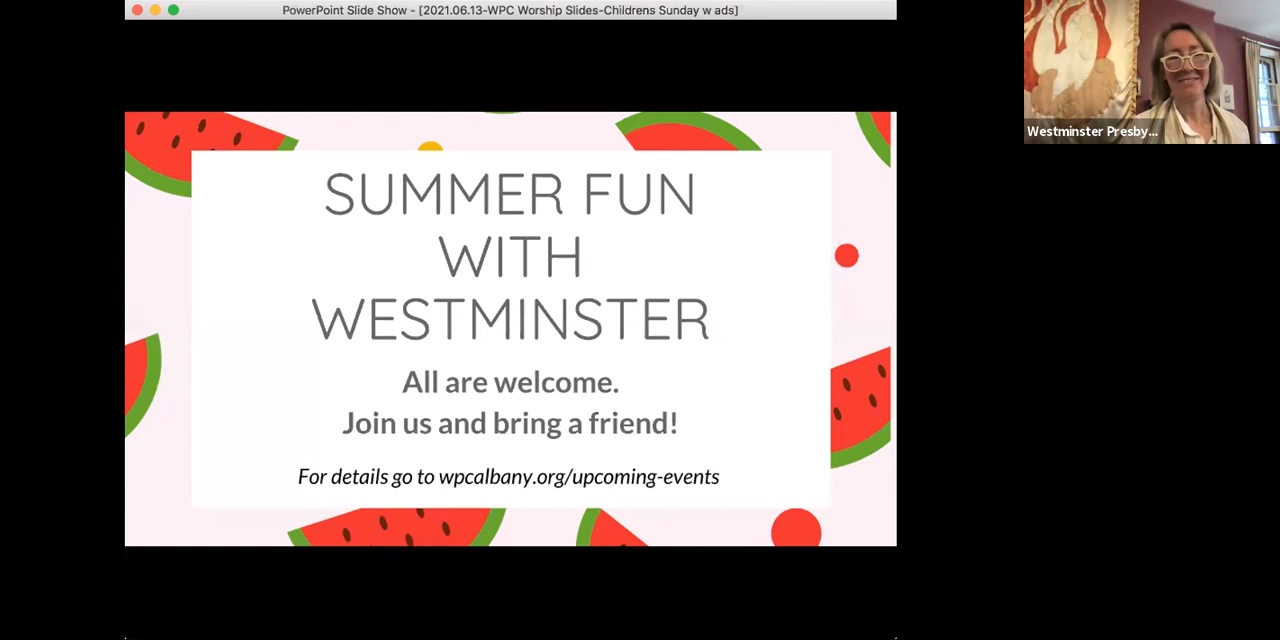 PowerPoint Slide Show - [2021.06.13-WPC Worship Slides-Childrens Sunday w ads]
Westminster Presby...
SUMMER FUN
WITH
WESTMINSTER
All are welcome.
Join us and bring a friend!
For details go to wpcalbany.org/upcoming-events